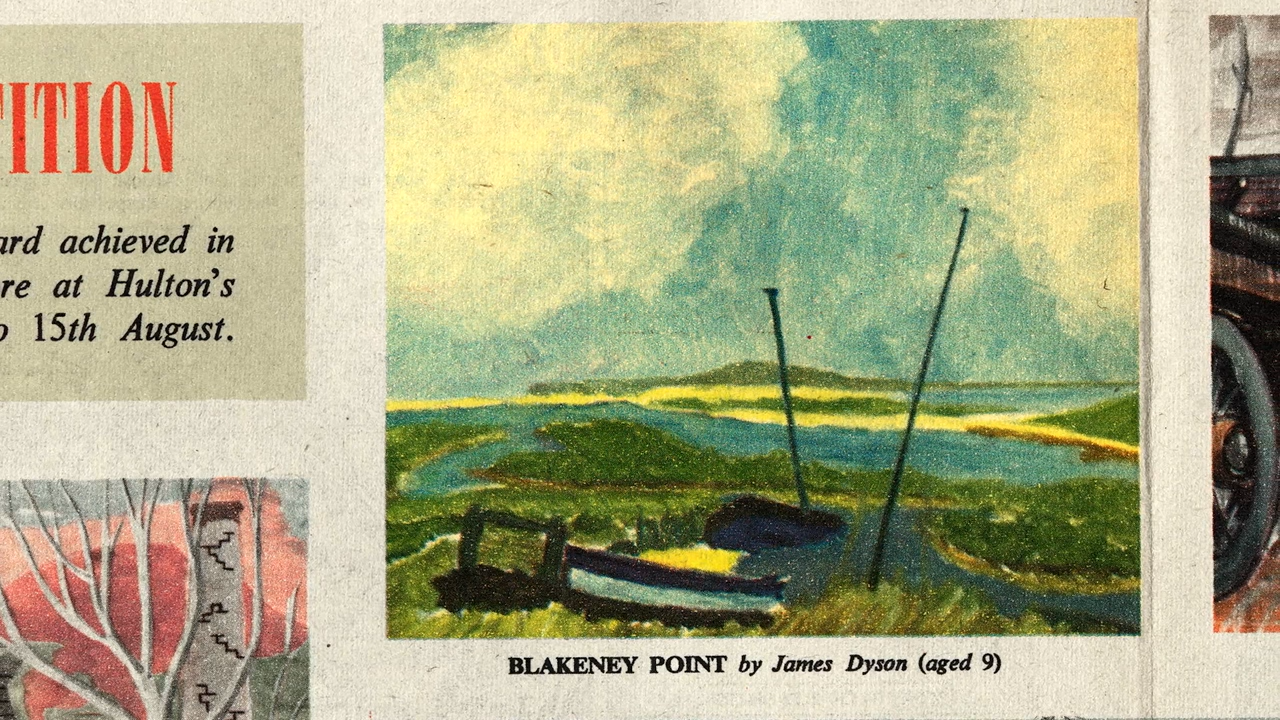 TITION
ard achieved in
re at Hulton's
15th August.
BLAKENEY POINT by James Dyson (aged 9)